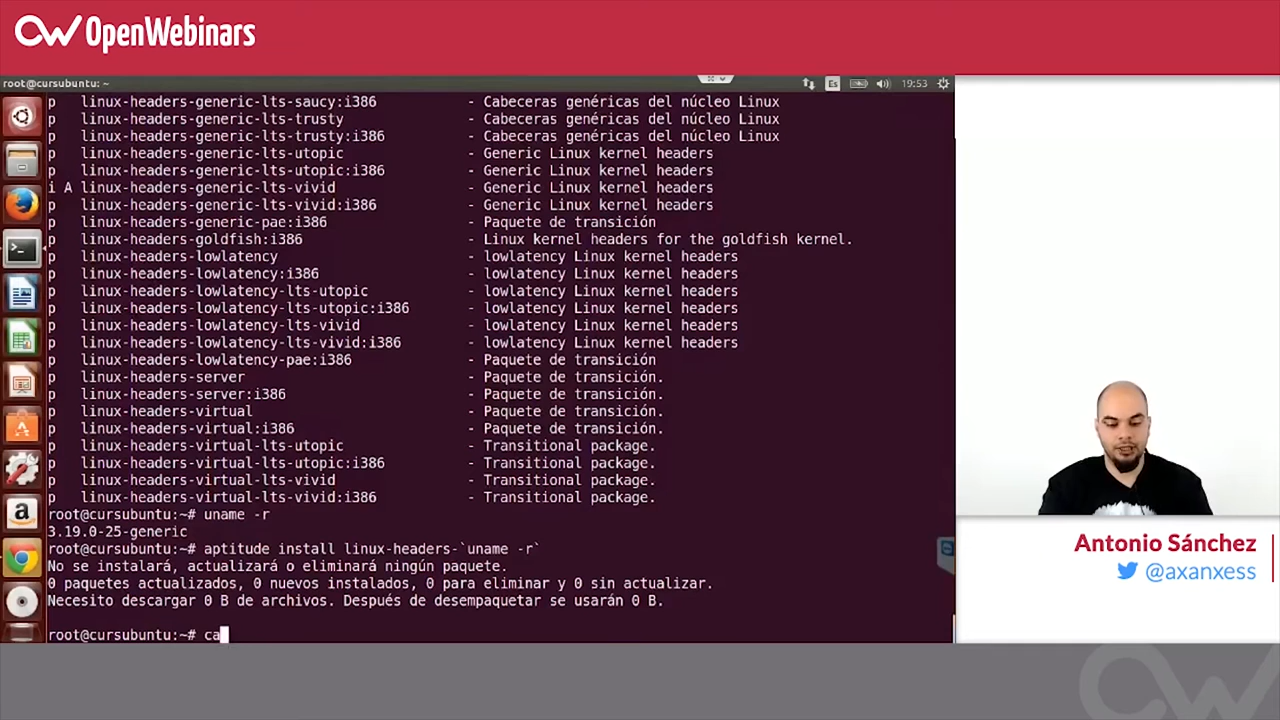 OpenWebinars
root@cursubuntu: ~
Es
19:53
p linux-headers-generic-lts-saucy:i386 - Cabeceras genéricas del núcleo Linux
p linux-headers-generic-lts-trusty - Cabeceras genéricas del núcleo Linux
p linux-headers-generic-lts-trusty:i386 - Cabeceras genéricas del núcleo Linux
p linux-headers-generic-lts-utopic - Generic Linux kernel headers
p linux-headers-generic-lts-utopic:i386 - Generic Linux kernel headers
i A linux-headers-generic-lts-vivid - Generic Linux kernel headers
p linux-headers-generic-lts-vivid:i386 - Generic Linux kernel headers
p linux-headers-generic-pae:i386 - Paquete de transición
p linux-headers-goldfish:i386 - Linux kernel headers for the goldfish kernel.
p linux-headers-lowlatency - lowlatency Linux kernel headers
p linux-headers-lowlatency:i386 - lowlatency Linux kernel headers
p linux-headers-lowlatency-lts-utopic - lowlatency Linux kernel headers
p linux-headers-lowlatency-lts-utopic:i386 - lowlatency Linux kernel headers
p linux-headers-lowlatency-lts-vivid - lowlatency Linux kernel headers
p linux-headers-lowlatency-lts-vivid:i386 - lowlatency Linux kernel headers
p linux-headers-lowlatency-pae:i386 - Paquete de transición
p linux-headers-server - Paquete de transición.
p linux-headers-server:i386 - Paquete de transición.
p linux-headers-virtual - Paquete de transición.
p linux-headers-virtual:i386 - Paquete de transición.
p linux-headers-virtual-lts-utopic - Transitional package.
p linux-headers-virtual-lts-utopic:i386 - Transitional package.
p linux-headers-virtual-lts-vivid - Transitional package.
p linux-headers-virtual-lts-vivid:i386 - Transitional package.
root@cursubuntu:~# uname -r
3.19.0-25-generic
root@cursubuntu:~# aptitude install linux-headers-`uname -r`
No se instalará, actualizará o eliminará ningún paquete.
0 paquetes actualizados, 0 nuevos instalados, 0 para eliminar y 0 sin actualizar.
Necesito descargar 0 B de archivos. Después de desempaquetar se usarán 0 B.
root@cursubuntu:~# ca
Antonio Sánchez
@axanxess